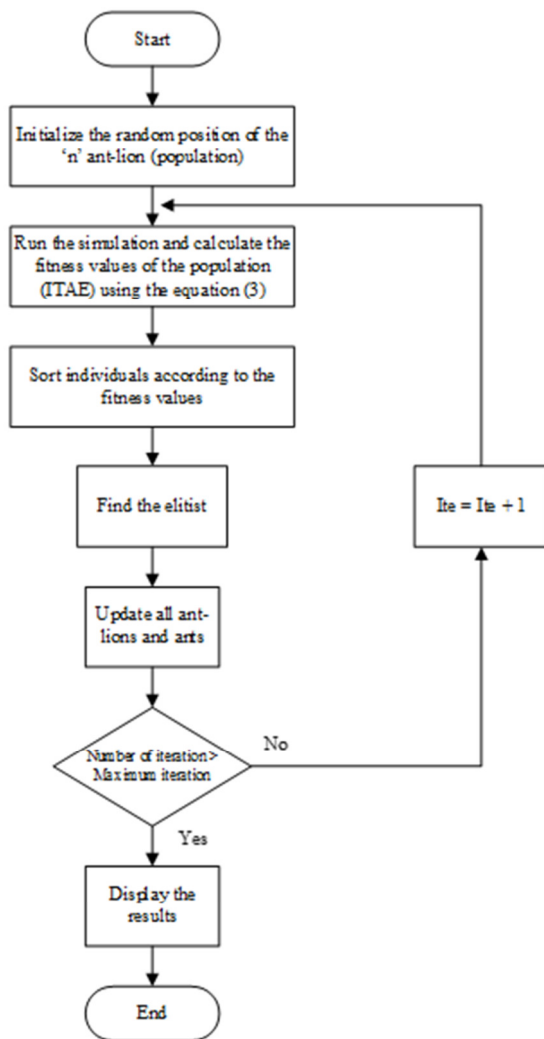 Start
Initialize the random position of the
‘n’ ant-lion (population)
Run the simulation and calculate the
fitness values of the population
(ITAE) using the equation (3)
Sort individuals according to the
fitness values
Find the elitist
Ite = Ite + 1
Update all ant-
lions and ants
Number of iteration>
Maximum iteration
No
Yes
Display the
results
End